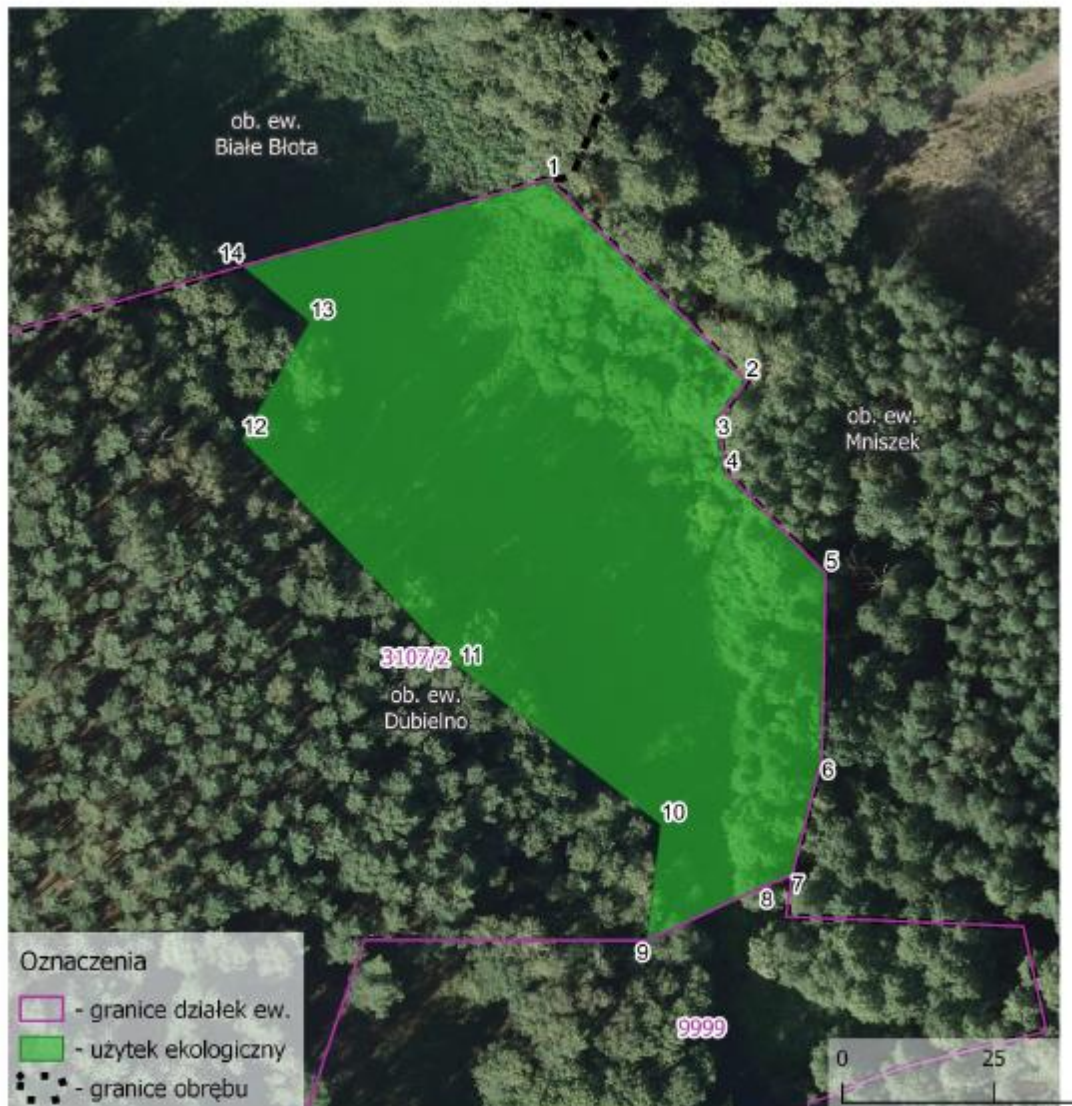 ob. ew.
Białe Błota
1
14
13
2
12
3
ob. ew.
Mniszek
4
5
3107/2
11
ob. ew.
Dubielno
6
10
7
8
9
Oznaczenia
- granice działek ew.
- użytek ekologiczny
- granice obrębu
9999
0
25